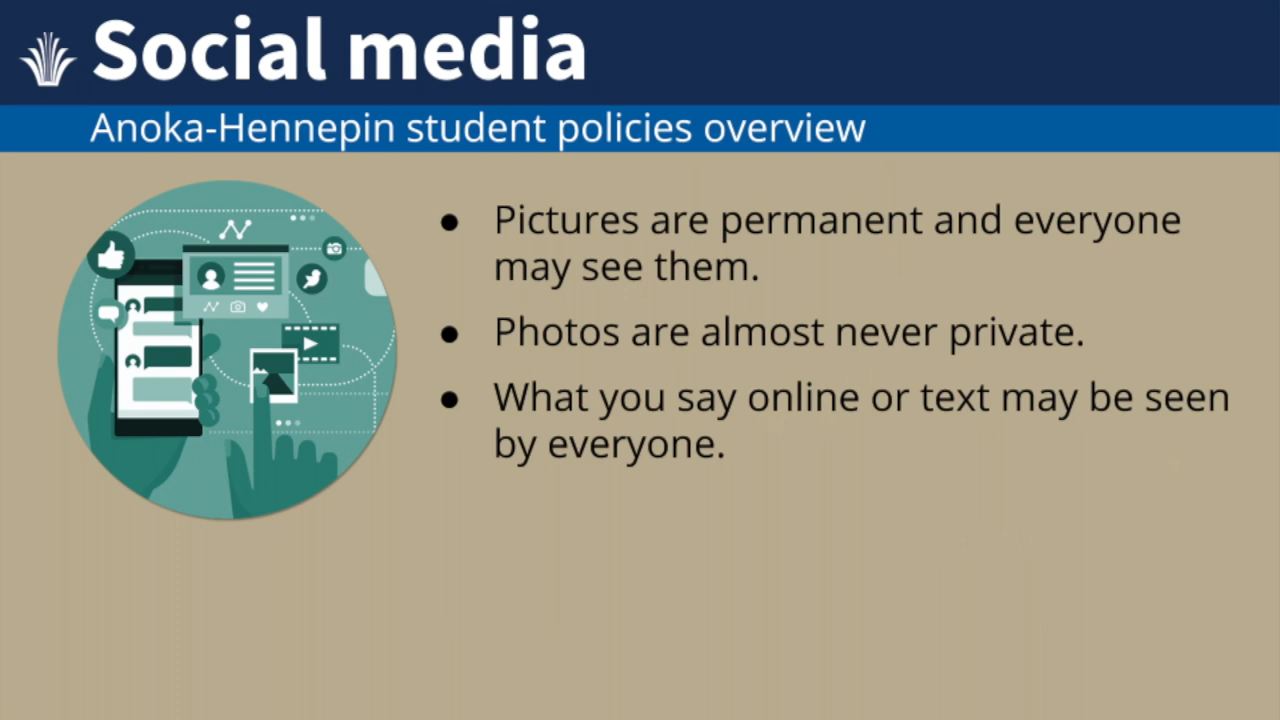 Social media
Anoka-Hennepin student policies overview
● Pictures are permanent and everyone
may see them.
● Photos are almost never private.
● What you say online or text may be seen
by everyone.